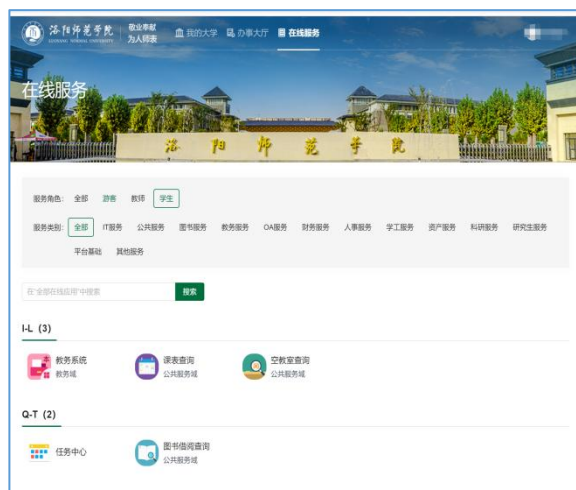 洛阳师范学院
LUOYANG NORMAL UNIVERSITY
敬业奉献
为人师表
我的大学 办事大厅 在线服务
在线服务
洛阳师范学院
服务角色: 全部 游客 教师 学生
服务类别: 全部 IT服务 公共服务 图书服务 教务服务 OA服务 财务服务 人事服务 学工服务 资产服务 科研服务 研究生服务
平台基础 其他服务
在"全部在线应用"中搜索 搜索
I-L (3)
教务系统
教务域
课表查询
公共服务域
空教室查询
公共服务域
Q-T (2)
任务中心
图书借阅查询
公共服务域